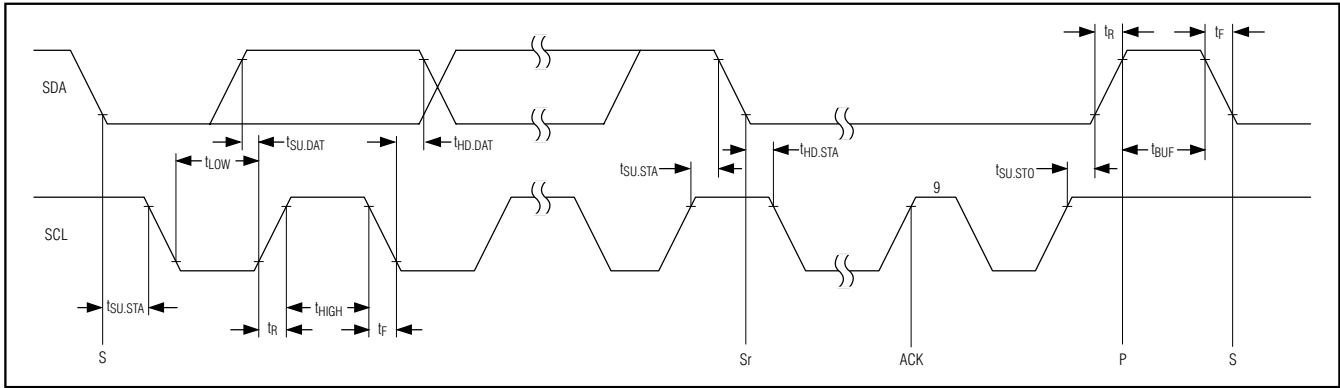 tR
tF
SDA
tSU.DAT
tHD.DAT
tLOW
tSU.STA
tHD.STA
tSU.STO
tBUF
9
SCL
tSU.STA
tR
tHIGH
tF
S
Sr
ACK
P
S